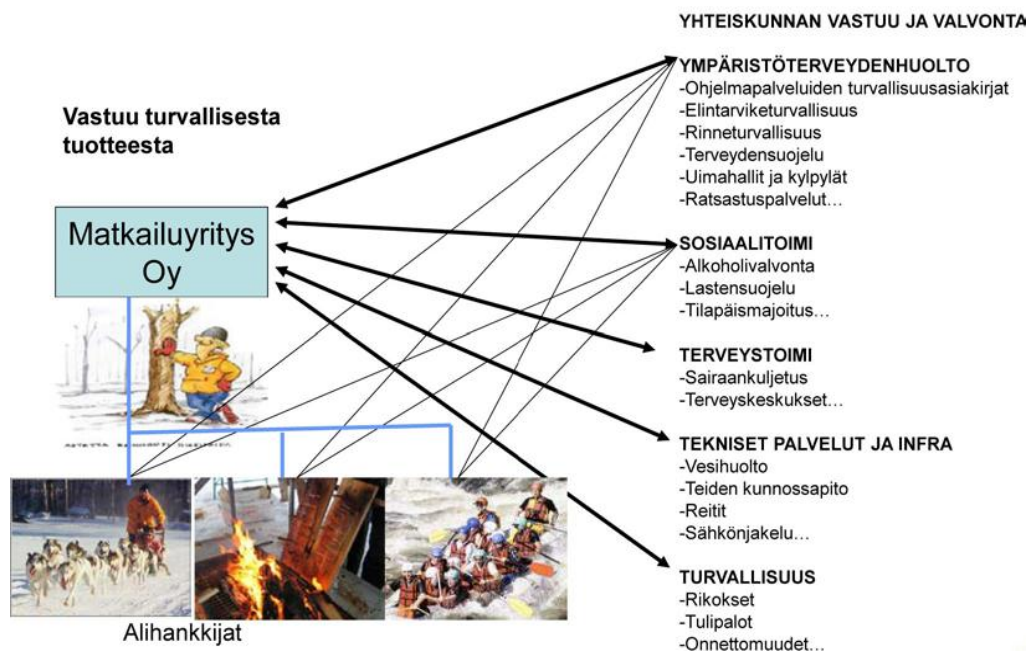 YHTEISKUNNAN VASTUU JA VALVONTA
YMPÄRISTÖTERVEYDENHUOLTO
-Ohjelmapalveluiden turvallisuusasiakirjat
-Elintarviketurvallisuus
-Rinneturvallisuus
-Terveydensuojelu
-Uimahallit ja kylpylät
-Ratsastuspalvelut…
Vastuu turvallisesta
tuotteesta
Matkailuyritys
Oy
SOSIAALITOIMI
-Alkoholivalvonta
-Lastensuojelu
-Tilapäismajoitus…
TERVEYSTOIMI
-Sairaankuljetus
-Terveyskeskukset…
TEKNISET PALVELUT JA INFRA
-Vesihuolto
-Teiden kunnossapito
-Reitit
-Sähkönjakelu…
TURVALLISUUS
-Rikokset
-Tulipalot
-Onnettomuudet…
Alihankkijat